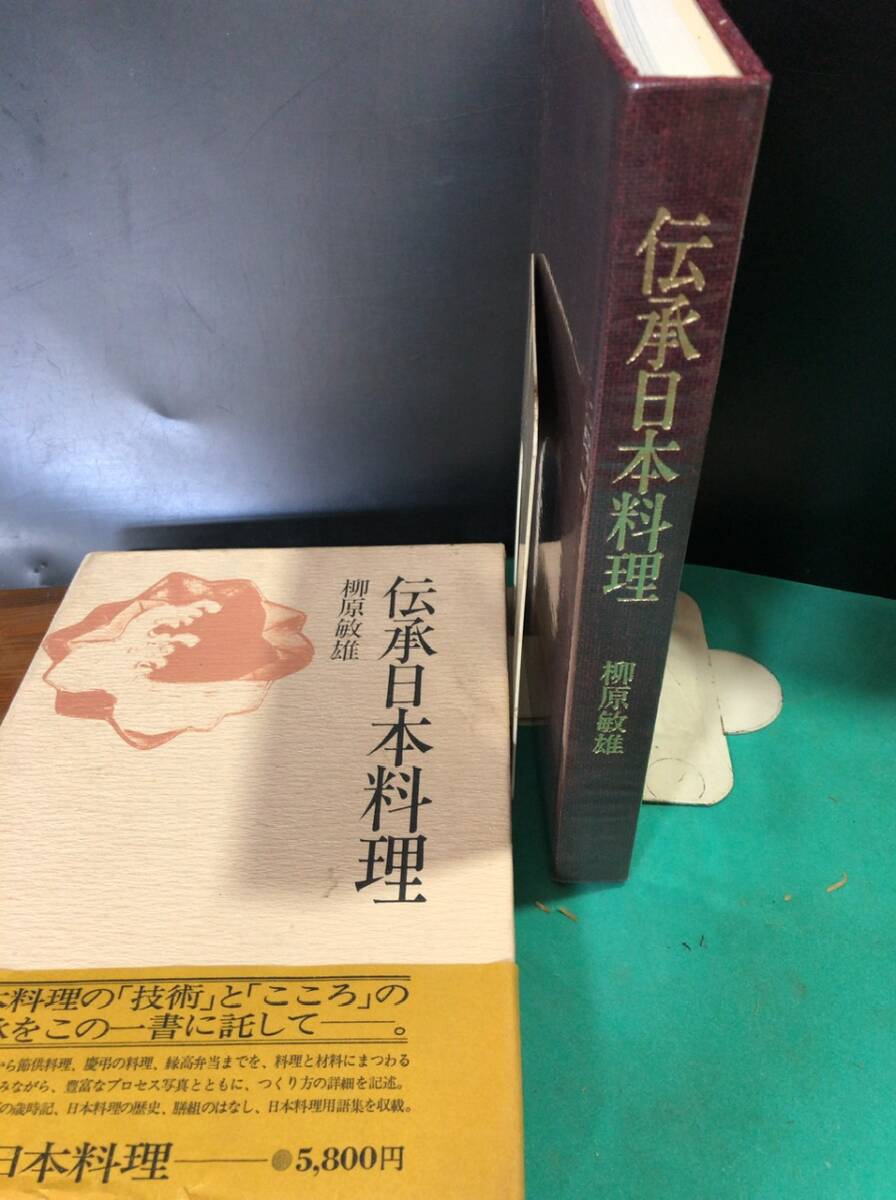 伝承日本料理
柳原敏雄
伝承日本料理
柳原敏雄
料理の「技術」と「こころ」の
をこの一書に託して──。
から節供料理、慶弔の料理、縁高弁当までを、料理と材料にまつわる
みながら、豊富なプロセス写真とともに、つくり方の詳細を記述。
の歳時記、日本料理の歴史、膳組のはなし、日本料理用語集を収載。
日本料理──●5,800円